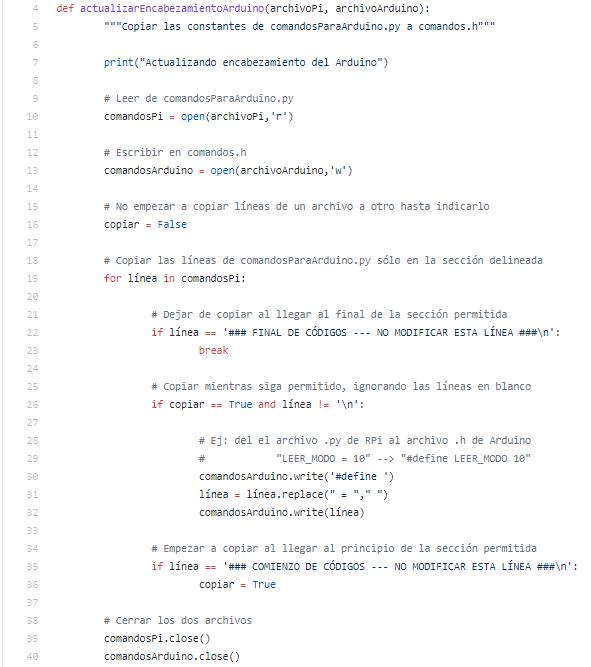 4 def actualizarEncabezamientoArduino(archivoPi, archivoArduino):
5 """Copiar las constantes de comandosParaArduino.py a comandos.h"""
6
7 print("Actualizando encabezamiento del Arduino")
8
9 # Leer de comandosParaArduino.py
10 comandosPi = open(archivoPi,'r')
11
12 # Escribir en comandos.h
13 comandosArduino = open(archivoArduino,'w')
14
15 # No empezar a copiar líneas de un archivo a otro hasta indicarlo
16 copiar = False
17
18 # Copiar las líneas de comandosParaArduino.py sólo en la sección delineada
19 for línea in comandosPi:
20
21 # Dejar de copiar al llegar al final de la sección permitida
22 if línea == '### FINAL DE CÓDIGOS --- NO MODIFICAR ESTA LÍNEA ###\n':
23 break
24
25 # Copiar mientras siga permitido, ignorando las líneas en blanco
26 if copiar == True and línea != '\n':
27
28 # Ej: del el archivo .py de RPi al archivo .h de Arduino
29 # "LEER_MODO = 10" --> "#define LEER_MODO 10"
30 comandosArduino.write('#define ')
31 línea = línea.replace(" = "," ")
32 comandosArduino.write(línea)
33
34 # Empezar a copiar al llegar al principio de la sección permitida
35 if línea == '### COMIENZO DE CÓDIGOS --- NO MODIFICAR ESTA LÍNEA ###\n':
36 copiar = True
37
38 # Cerrar los dos archivos
39 comandosPi.close()
40 comandosArduino.close()